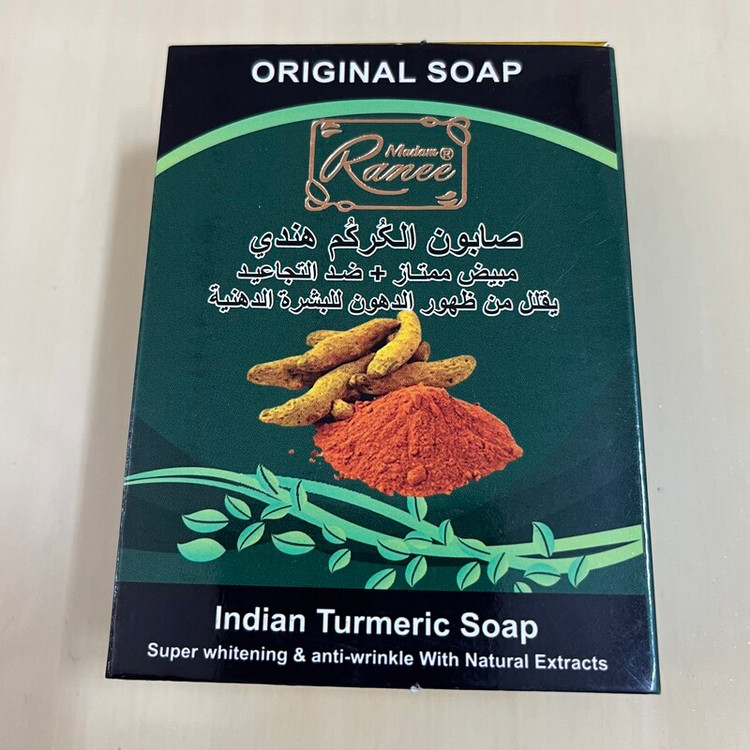 ORIGINAL SOAP
Madam ®
Ranee
صابون الكُركُم هندي
مبيض ممتاز + ضد التجاعيد
يقلل من ظهور الدهون للبشرة الدهنية
Indian Turmeric Soap
Super whitening & anti-wrinkle With Natural Extracts